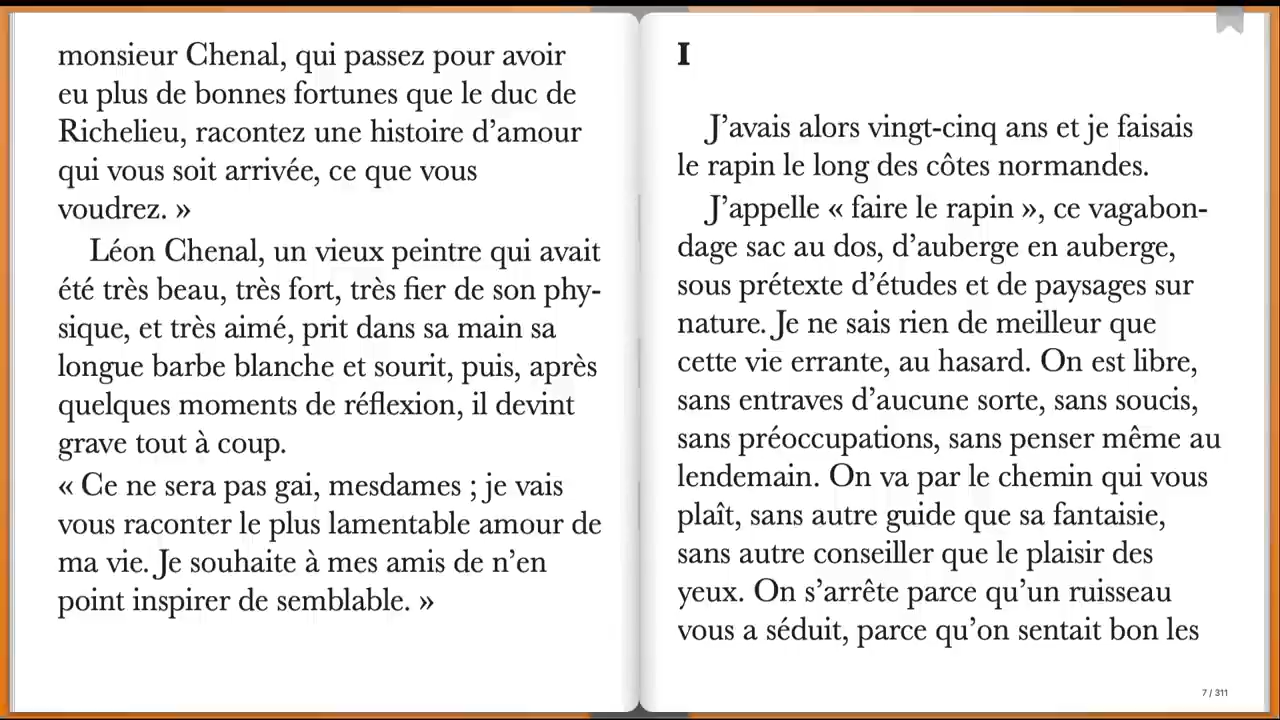 monsieur Chenal, qui passez pour avoir
eu plus de bonnes fortunes que le duc de
Richelieu, racontez une histoire d’amour
qui vous soit arrivée, ce que vous
voudrez. »
Léon Chenal, un vieux peintre qui avait
été très beau, très fort, très fier de son phy-
sique, et très aimé, prit dans sa main sa
longue barbe blanche et sourit, puis, après
quelques moments de réflexion, il devint
grave tout à coup.
« Ce ne sera pas gai, mesdames ; je vais
vous raconter le plus lamentable amour de
ma vie. Je souhaite à mes amis de n’en
point inspirer de semblable. »
I
J’avais alors vingt-cinq ans et je faisais
le rapin le long des côtes normandes.
J’appelle « faire le rapin », ce vagabon-
dage sac au dos, d’auberge en auberge,
sous prétexte d’études et de paysages sur
nature. Je ne sais rien de meilleur que
cette vie errante, au hasard. On est libre,
sans entraves d’aucune sorte, sans soucis,
sans préoccupations, sans penser même au
lendemain. On va par le chemin qui vous
plaît, sans autre guide que sa fantaisie,
sans autre conseiller que le plaisir des
yeux. On s’arrête parce qu’un ruisseau
vous a séduit, parce qu’on sentait bon les
7 / 311